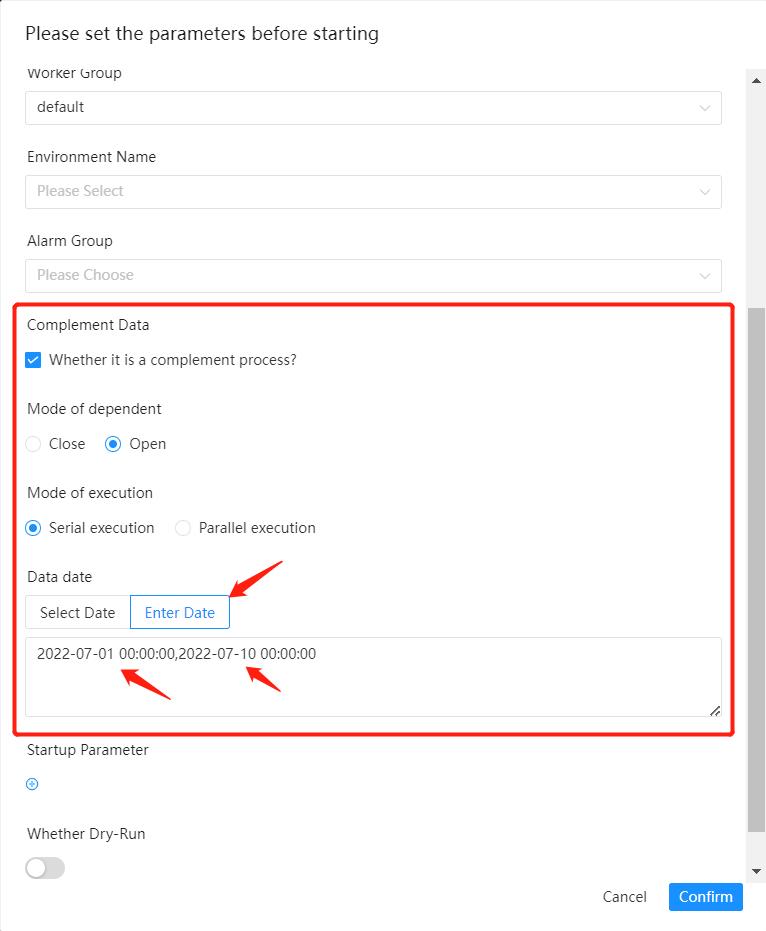 Please set the parameters before starting
Worker Group
default
Environment Name
Please Select
Alarm Group
Please Choose
Complement Data
Whether it is a complement process?
Mode of dependent
Close Open
Mode of execution
Serial execution Parallel execution
Data date
Select Date Enter Date
2022-07-01 00:00:00,2022-07-10 00:00:00
Startup Parameter
Whether Dry-Run
Cancel Confirm